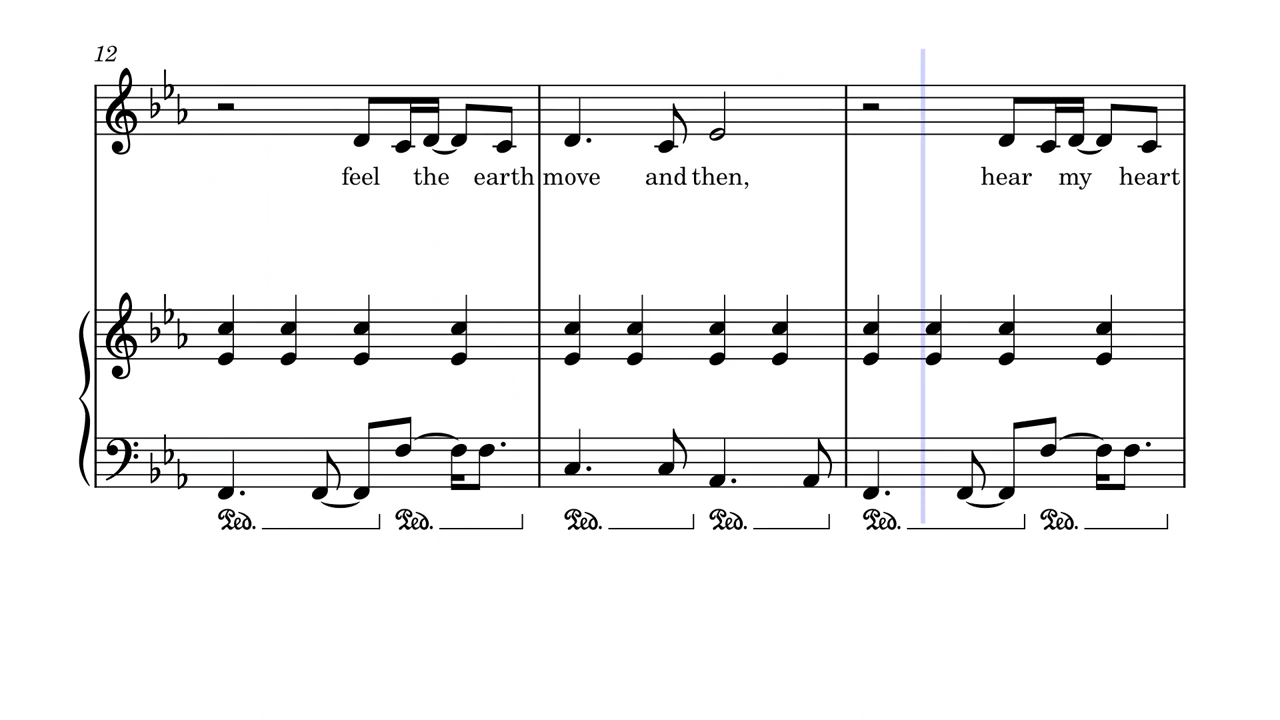 12
feel the earth move and then, hear my heart
Ped. Ped. Ped. Ped. Ped. Ped.